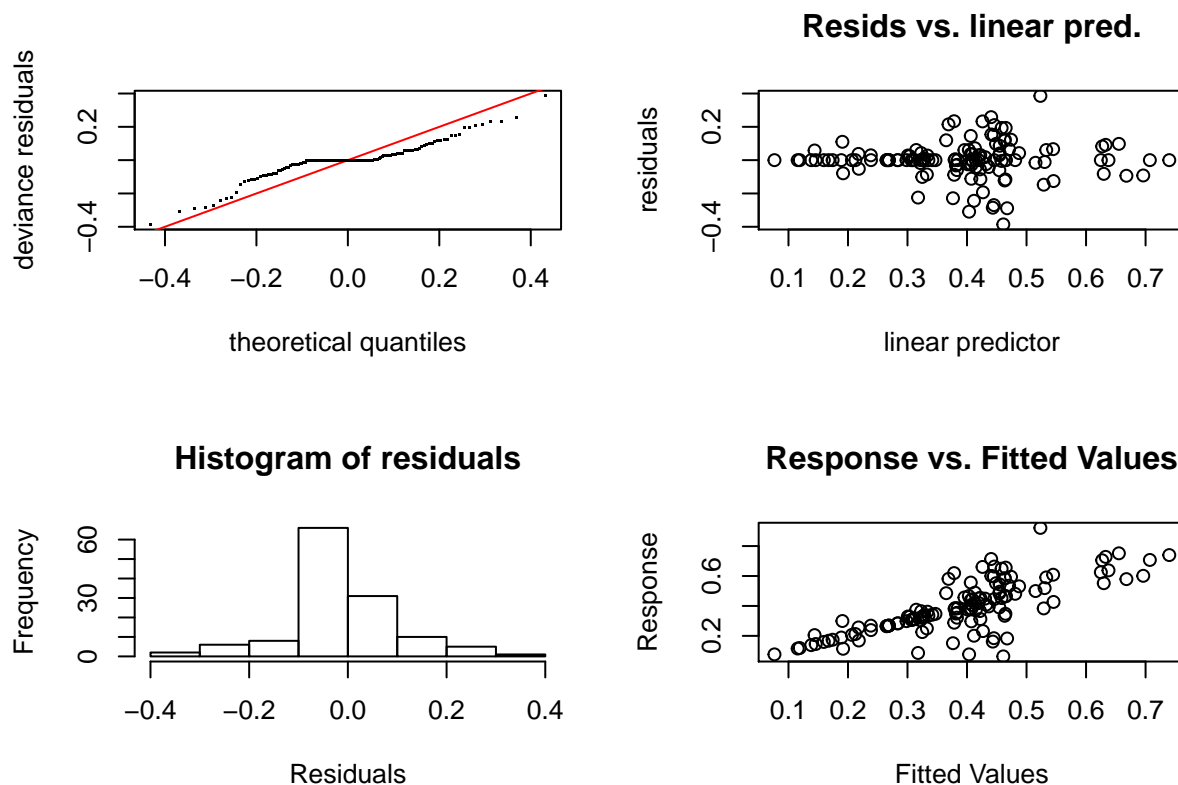 deviance residuals
0.2
−0.4
−0.4 −0.2 0.0 0.2 0.4
theoretical quantiles
Resids vs. linear pred.
residuals
0.2
−0.4
0.1 0.2 0.3 0.4 0.5 0.6 0.7
linear predictor
Histogram of residuals
Frequency
60
30
0
−0.4 −0.2 0.0 0.2 0.4
Residuals
Response vs. Fitted Values
Response
0.6
0.2
0.1 0.2 0.3 0.4 0.5 0.6 0.7
Fitted Values